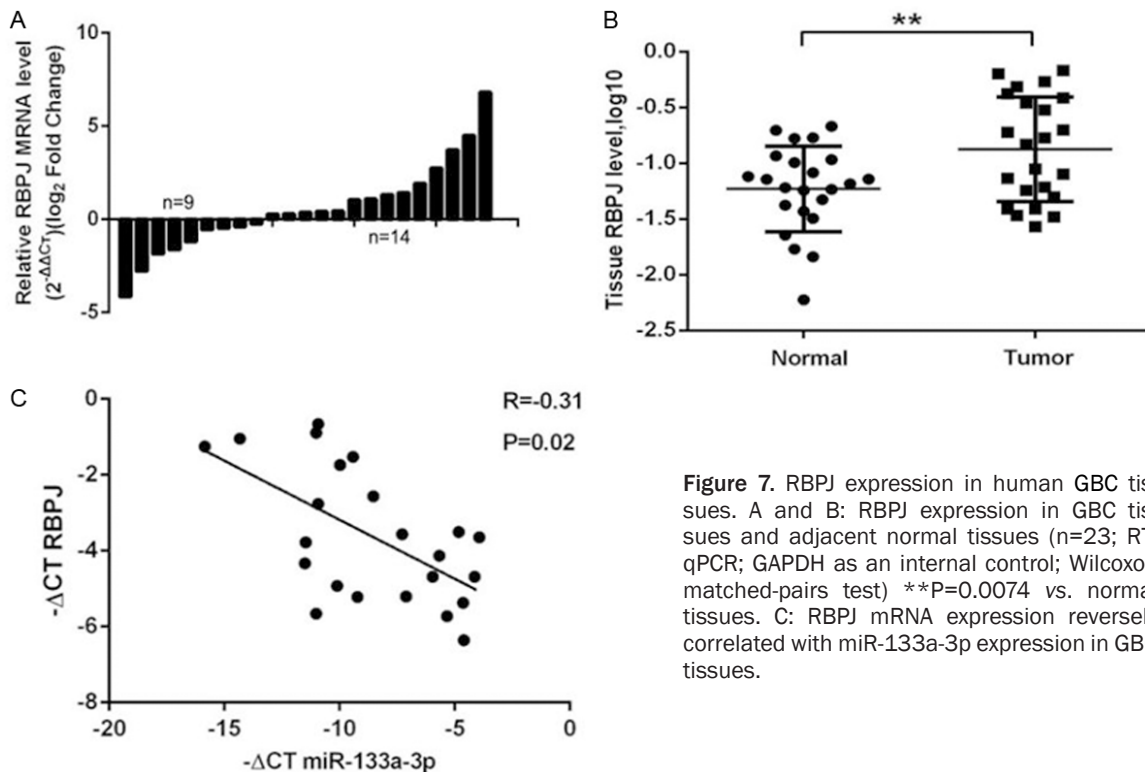 A
10
5
0
-5
Relative RBPJ MRNA level
(2^-ΔΔCT)(log2 Fold Change)
n=9
n=14
B
**
0.0
-0.5
-1.0
-1.5
-2.0
-2.5
Tissue RBPJ level,log10
Normal
Tumor
C
0
-2
-4
-6
-8
-ΔCT RBPJ
R=-0.31
P=0.02
-20
-15
-10
-5
0
-ΔCT miR-133a-3p
Figure 7. RBPJ expression in human GBC tis
sues. A and B: RBPJ expression in GBC tis
sues and adjacent normal tissues (n=23; RT
qPCR; GAPDH as an internal control; Wilcoxo
matched-pairs test) **P=0.0074 vs. norma
tissues. C: RBPJ mRNA expression reversel
correlated with miR-133a-3p expression in GB
tissues.